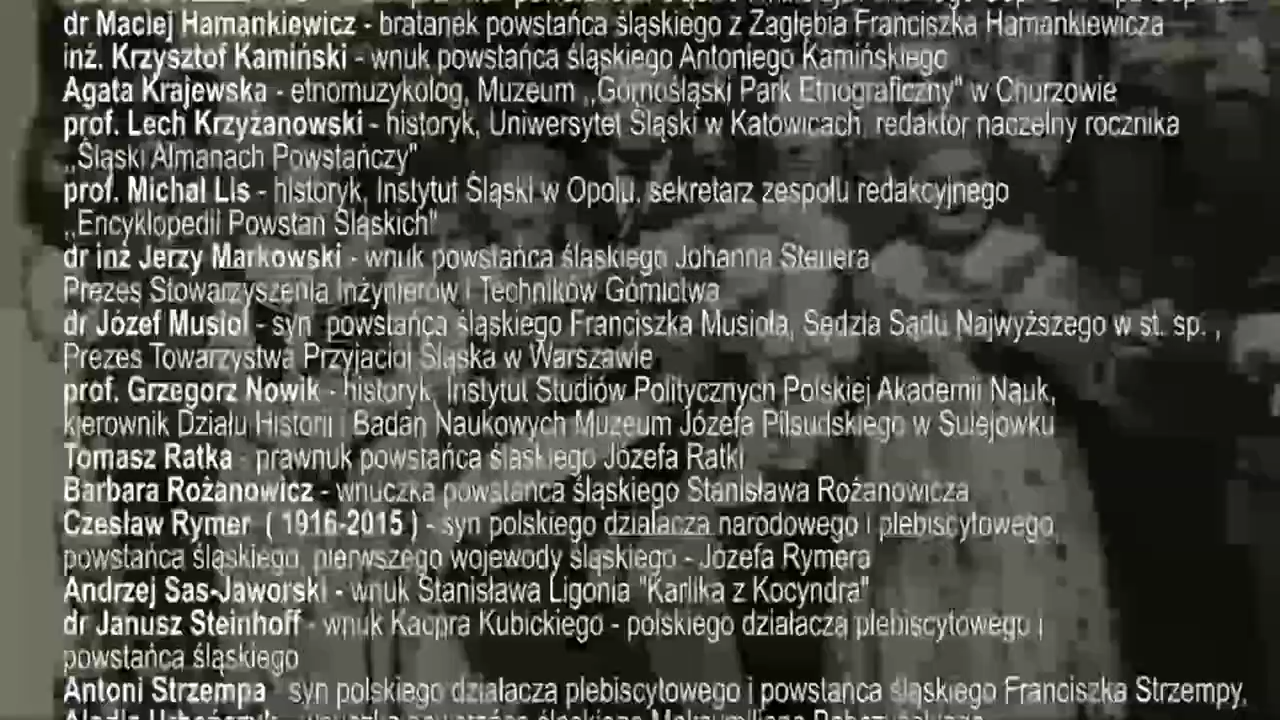 dr Maciej Hamankiewicz - bratanek powstańca śląskiego z Zagłębia Franciszka Hamankiewicza
inż. Krzysztof Kamiński - wnuk powstańca śląskiego Antoniego Kamińskiego
Agata Krajewska - etnomuzykolog, Muzeum ,,Górnośląski Park Etnograficzny" w Chorzowie
prof. Lech Krzyżanowski - historyk, Uniwersytet Śląski w Katowicach, redaktor naczelny rocznika
,,Śląski Almanach Powstańczy"
prof. Michał Lis - historyk, Instytut Śląski w Opolu, sekretarz zespołu redakcyjnego
,,Encyklopedii Powstań Śląskich"
dr inż Jerzy Markowski - wnuk powstańca śląskiego Johanna Steuera,
Prezes Stowarzyszenia Inżynierów i Techników Górnictwa
dr Józef Musioł - syn powstańca śląskiego Franciszka Musioła, Sędzia Sądu Najwyższego w st. sp. ,
Prezes Towarzystwa Przyjaciół Śląska w Warszawie
prof. Grzegorz Nowik - historyk, Instytut Studiów Politycznych Polskiej Akademii Nauk,
kierownik Działu Historii i Badań Naukowych Muzeum Józefa Piłsudskiego w Sulejówku
Tomasz Ratka - prawnuk powstańca śląskiego Józefa Ratki
Barbara Rożanowicz - wnuczka powstańca śląskiego Stanisława Rożanowicza
Czesław Rymer ( 1916-2015 ) - syn polskiego działacza narodowego i plebiscytowego,
powstańca śląskiego, pierwszego wojewody śląskiego - Józefa Rymera
Andrzej Sas-Jaworski - wnuk Stanisława Ligonia "Karlika z Kocyndra"
dr Janusz Steinhoff - wnuk Kacpra Kubickiego - polskiego działacza plebiscytowego i
powstańca śląskiego
Antoni Strzempa - syn polskiego działacza plebiscytowego i powstańca śląskiego Franciszka Strzempy,